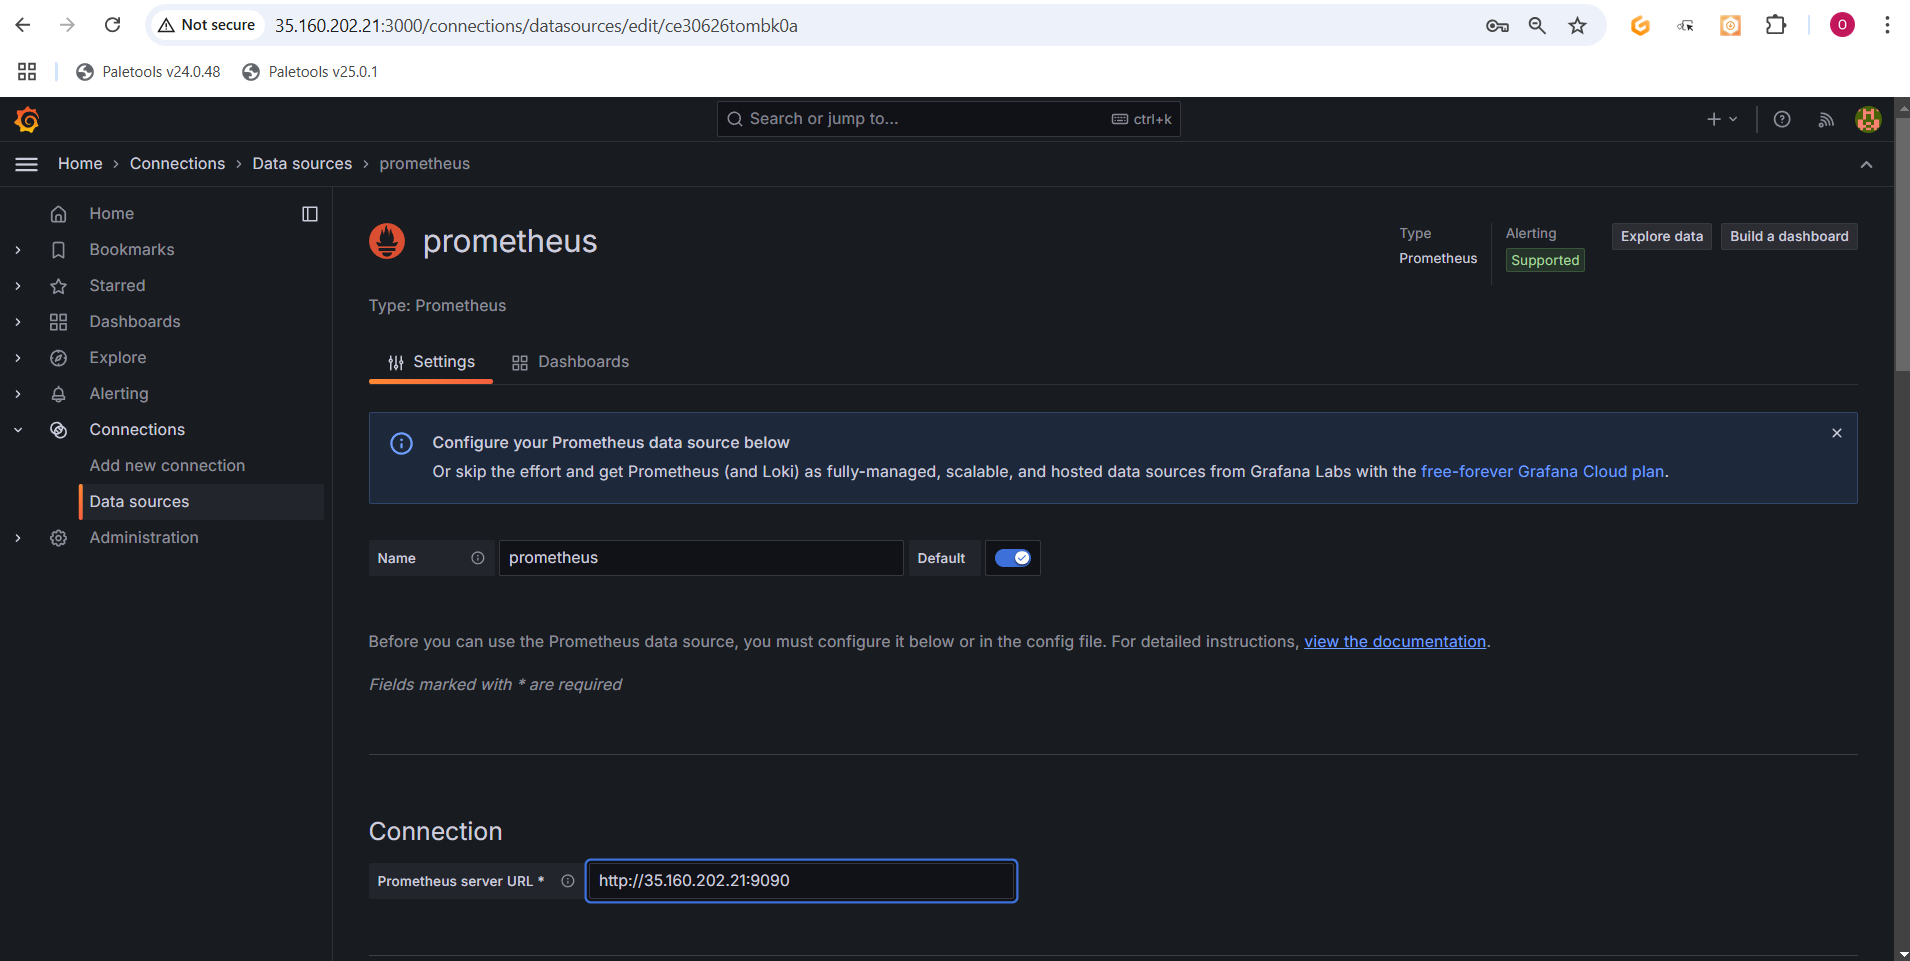 Not secure 35.160.202.21:3000/connections/datasources/edit/ce30626tombk0a O
Paletools v24.0.48 Paletools v25.0.1
Search or jump to... ctrl+k
Home > Connections > Data sources > prometheus
Home
Bookmarks
Starred
Dashboards
Explore
Alerting
Connections
Add new connection
Data sources
Administration
prometheus
Type
Prometheus
Alerting
Supported
Explore data
Build a dashboard
Type: Prometheus
Settings Dashboards
Configure your Prometheus data source below
Or skip the effort and get Prometheus (and Loki) as fully-managed, scalable, and hosted data sources from Grafana Labs with the free-forever Grafana Cloud plan.
Name prometheus Default
Before you can use the Prometheus data source, you must configure it below or in the config file. For detailed instructions, view the documentation.
Fields marked with * are required
Connection
Prometheus server URL * http://35.160.202.21:9090